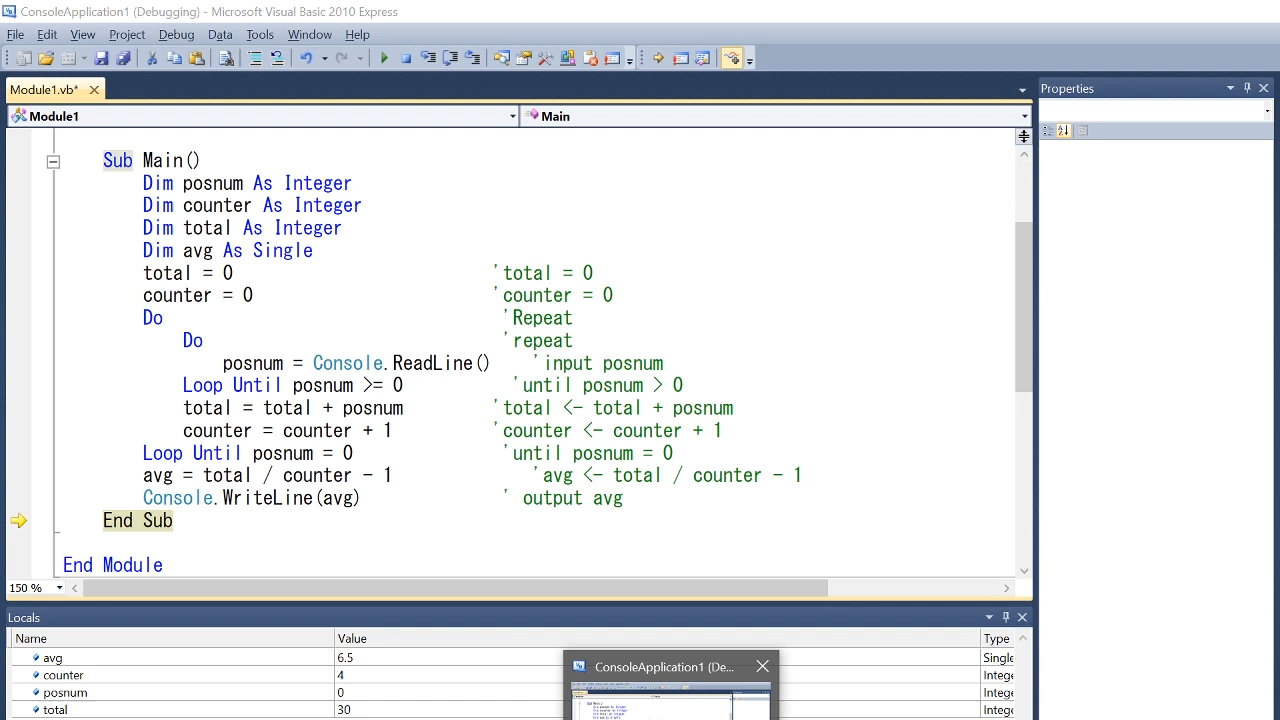 ConsoleApplication1 (Debugging) - Microsoft Visual Basic 2010 Express
File Edit View Project Debug Data Tools Window Help
Module1.vb*
Properties
Module1 Main
Sub Main()
Dim posnum As Integer
Dim counter As Integer
Dim total As Integer
Dim avg As Single
total = 0 'total = 0
counter = 0 'counter = 0
Do 'Repeat
Do 'repeat
posnum = Console.ReadLine() 'input posnum
Loop Until posnum >= 0 'until posnum > 0
total = total + posnum 'total <- total + posnum
counter = counter + 1 'counter <- counter + 1
Loop Until posnum = 0 'until posnum = 0
avg = total / counter - 1 'avg <- total / counter - 1
Console.WriteLine(avg) ' output avg
End Sub
End Module
150 %
Locals
Name Value Type
avg 6.5 Single
counter 4 Intege
posnum 0 Intege
total 30 Intege
ConsoleApplication1 (De...